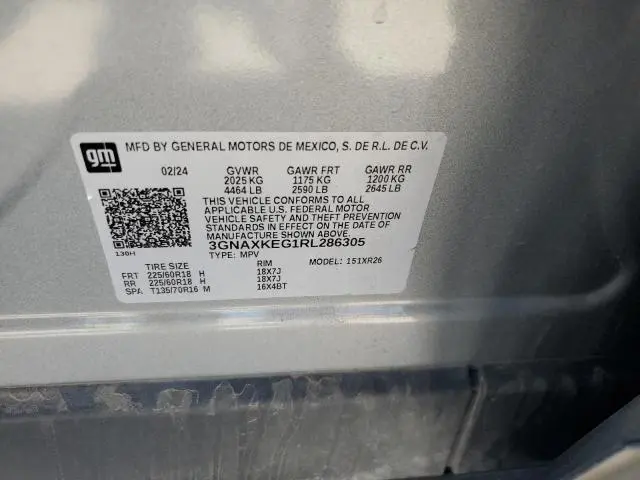 gm
MFD BY GENERAL MOTORS DE MEXICO, S. DE R.L. DE C.V.
02/24 GVWR GAWR FRT GAWR RR
2025 KG 1175 KG 1200 KG
4464 LB 2590 LB 2645 LB
THIS VEHICLE CONFORMS TO ALL
APPLICABLE U.S. FEDERAL MOTOR
VEHICLE SAFETY AND THEFT PREVENTION
STANDARDS IN EFFECT ON THE DATE OF
MANUFACTURE SHOWN ABOVE.
3GNAXKEG1RL286305
130H TYPE: MPV MODEL: 151XR26
TIRE SIZE RIM
FRT 225/60R18 H 18X7J
RR 225/60R18 H 18X7J
SPA T135/70R16 M 16X4BT